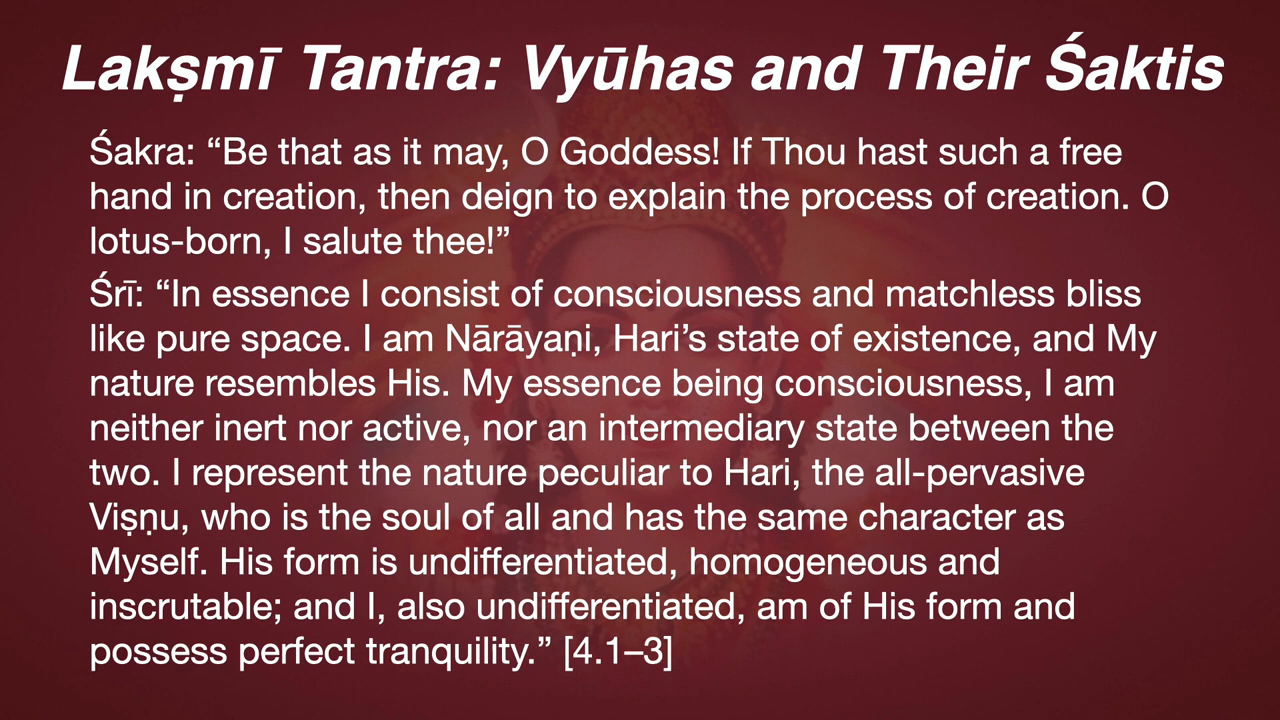 Lakṣmī Tantra: Vyūhas and Their Śaktis
Śakra: “Be that as it may, O Goddess! If Thou hast such a free
hand in creation, then deign to explain the process of creation. O
lotus-born, I salute thee!”
Śrī: “In essence I consist of consciousness and matchless bliss
like pure space. I am Nārāyaṇi, Hari’s state of existence, and My
nature resembles His. My essence being consciousness, I am
neither inert nor active, nor an intermediary state between the
two. I represent the nature peculiar to Hari, the all-pervasive
Viṣṇu, who is the soul of all and has the same character as
Myself. His form is undifferentiated, homogeneous and
inscrutable; and I, also undifferentiated, am of His form and
possess perfect tranquility.” [4.1–3]